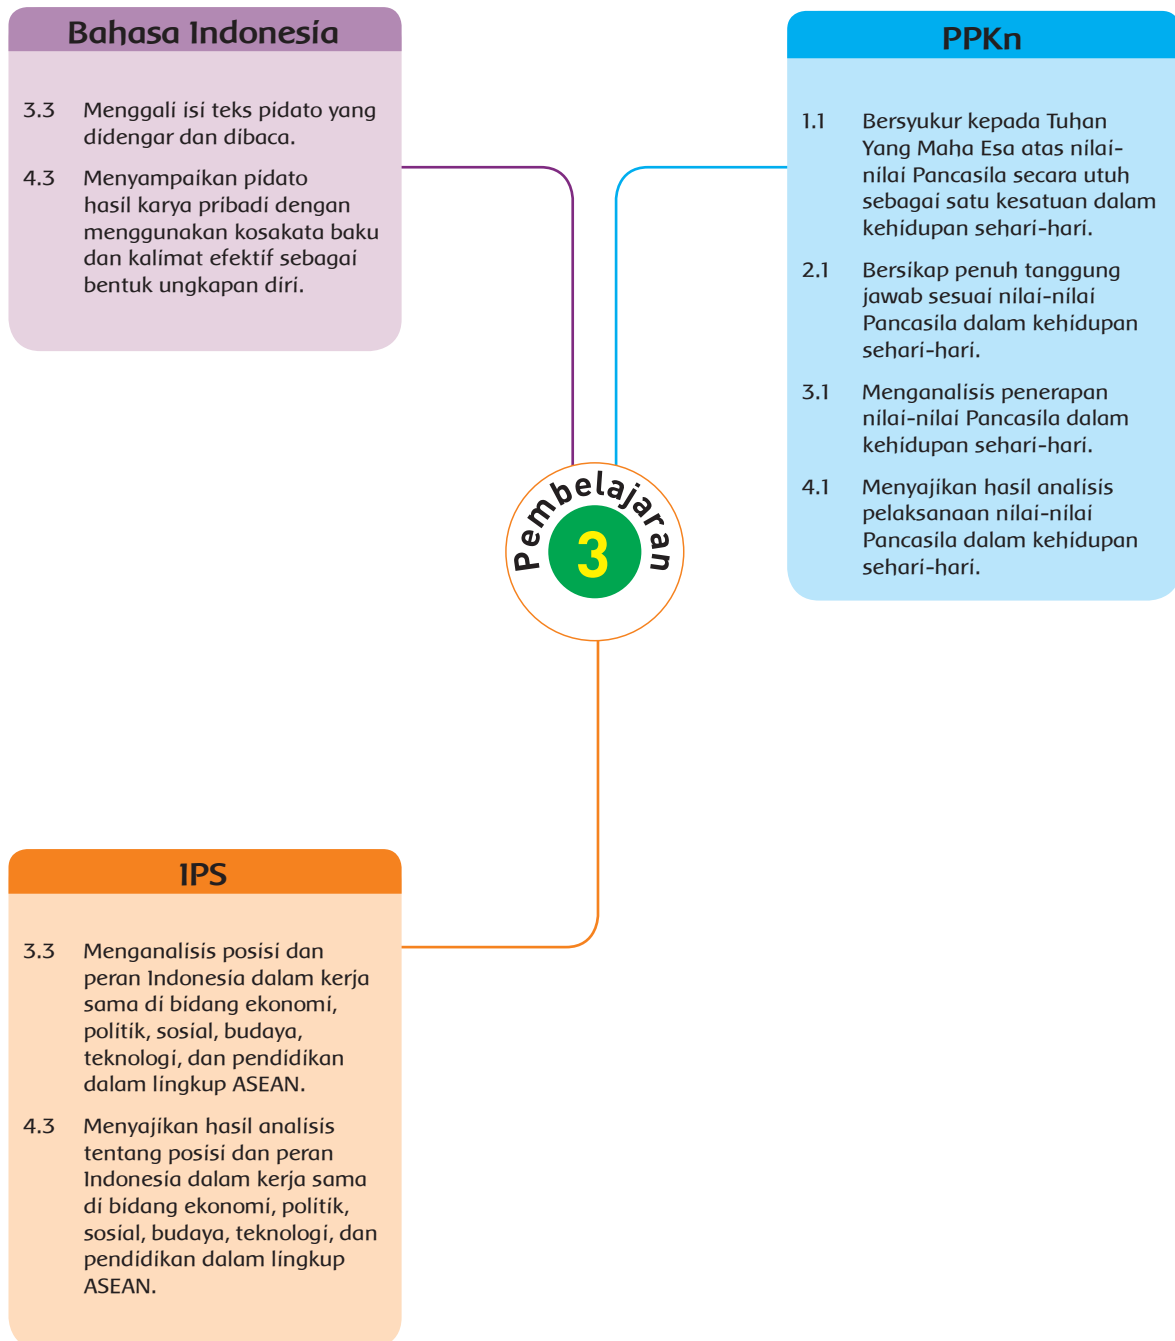 Bahasa Indonesia
3.3 Menggali isi teks pidato yang
didengar dan dibaca.
4.3 Menyampaikan pidato
hasil karya pribadi dengan
menggunakan kosakata baku
dan kalimat efektif sebagai
bentuk ungkapan diri.
PPKn
1.1 Bersyukur kepada Tuhan
Yang Maha Esa atas nilai-
nilai Pancasila secara utuh
sebagai satu kesatuan dalam
kehidupan sehari-hari.
2.1 Bersikap penuh tanggung
jawab sesuai nilai-nilai
Pancasila dalam kehidupan
sehari-hari.
3.1 Menganalisis penerapan
nilai-nilai Pancasila dalam
kehidupan sehari-hari.
4.1 Menyajikan hasil analisis
pelaksanaan nilai-nilai
Pancasila dalam kehidupan
sehari-hari.
Pembelajaran
3
IPS
3.3 Menganalisis posisi dan
peran Indonesia dalam kerja
sama di bidang ekonomi,
politik, sosial, budaya,
teknologi, dan pendidikan
dalam lingkup ASEAN.
4.3 Menyajikan hasil analisis
tentang posisi dan peran
Indonesia dalam kerja sama
di bidang ekonomi, politik,
sosial, budaya, teknologi, dan
pendidikan dalam lingkup
ASEAN.